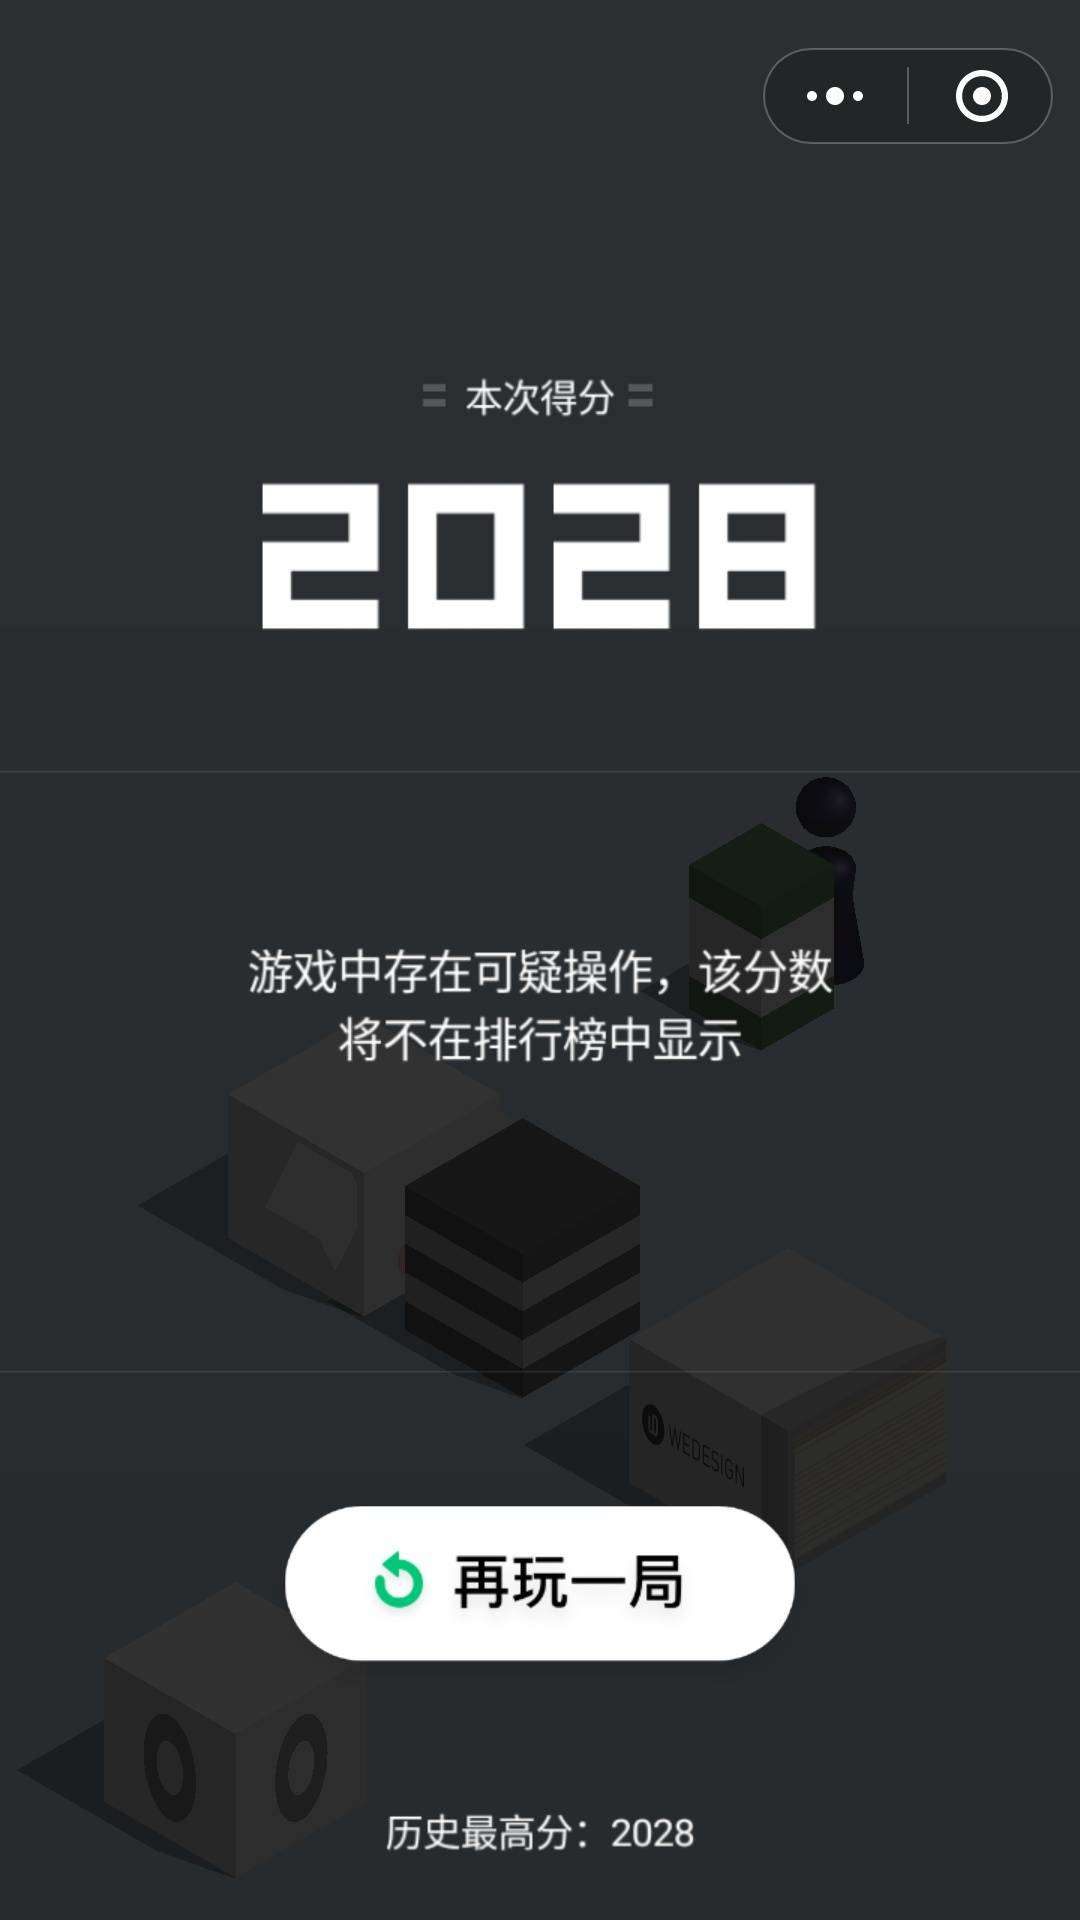 本次得分
2028
游戏中存在可疑操作，该分数
将不在排行榜中显示
WEDESIGN
再玩一局
历史最高分：2028